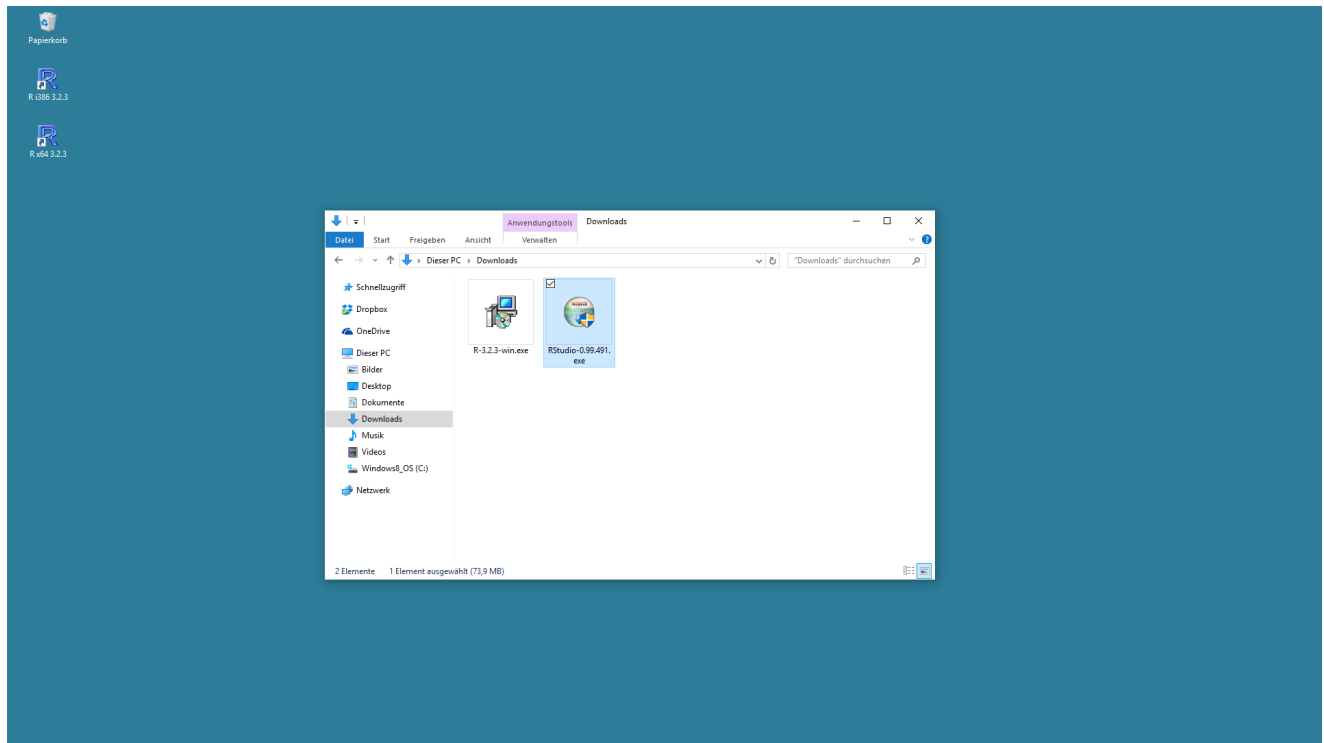 Papierkorb
R i386 3.2.3
R x64 3.2.3
Anwendungstools
Downloads
Datei
Start
Freigeben
Ansicht
Verwalten
Dieser PC
Downloads
"Downloads" durchsuchen
Schnellzugriff
Dropbox
OneDrive
Dieser PC
Bilder
Desktop
Dokumente
Downloads
Musik
Videos
Windows8_OS (C:)
Netzwerk
R-3.2.3-win.exe
RStudio-0.99.491.
exe
2 Elemente
1 Element ausgewählt (73,9 MB)